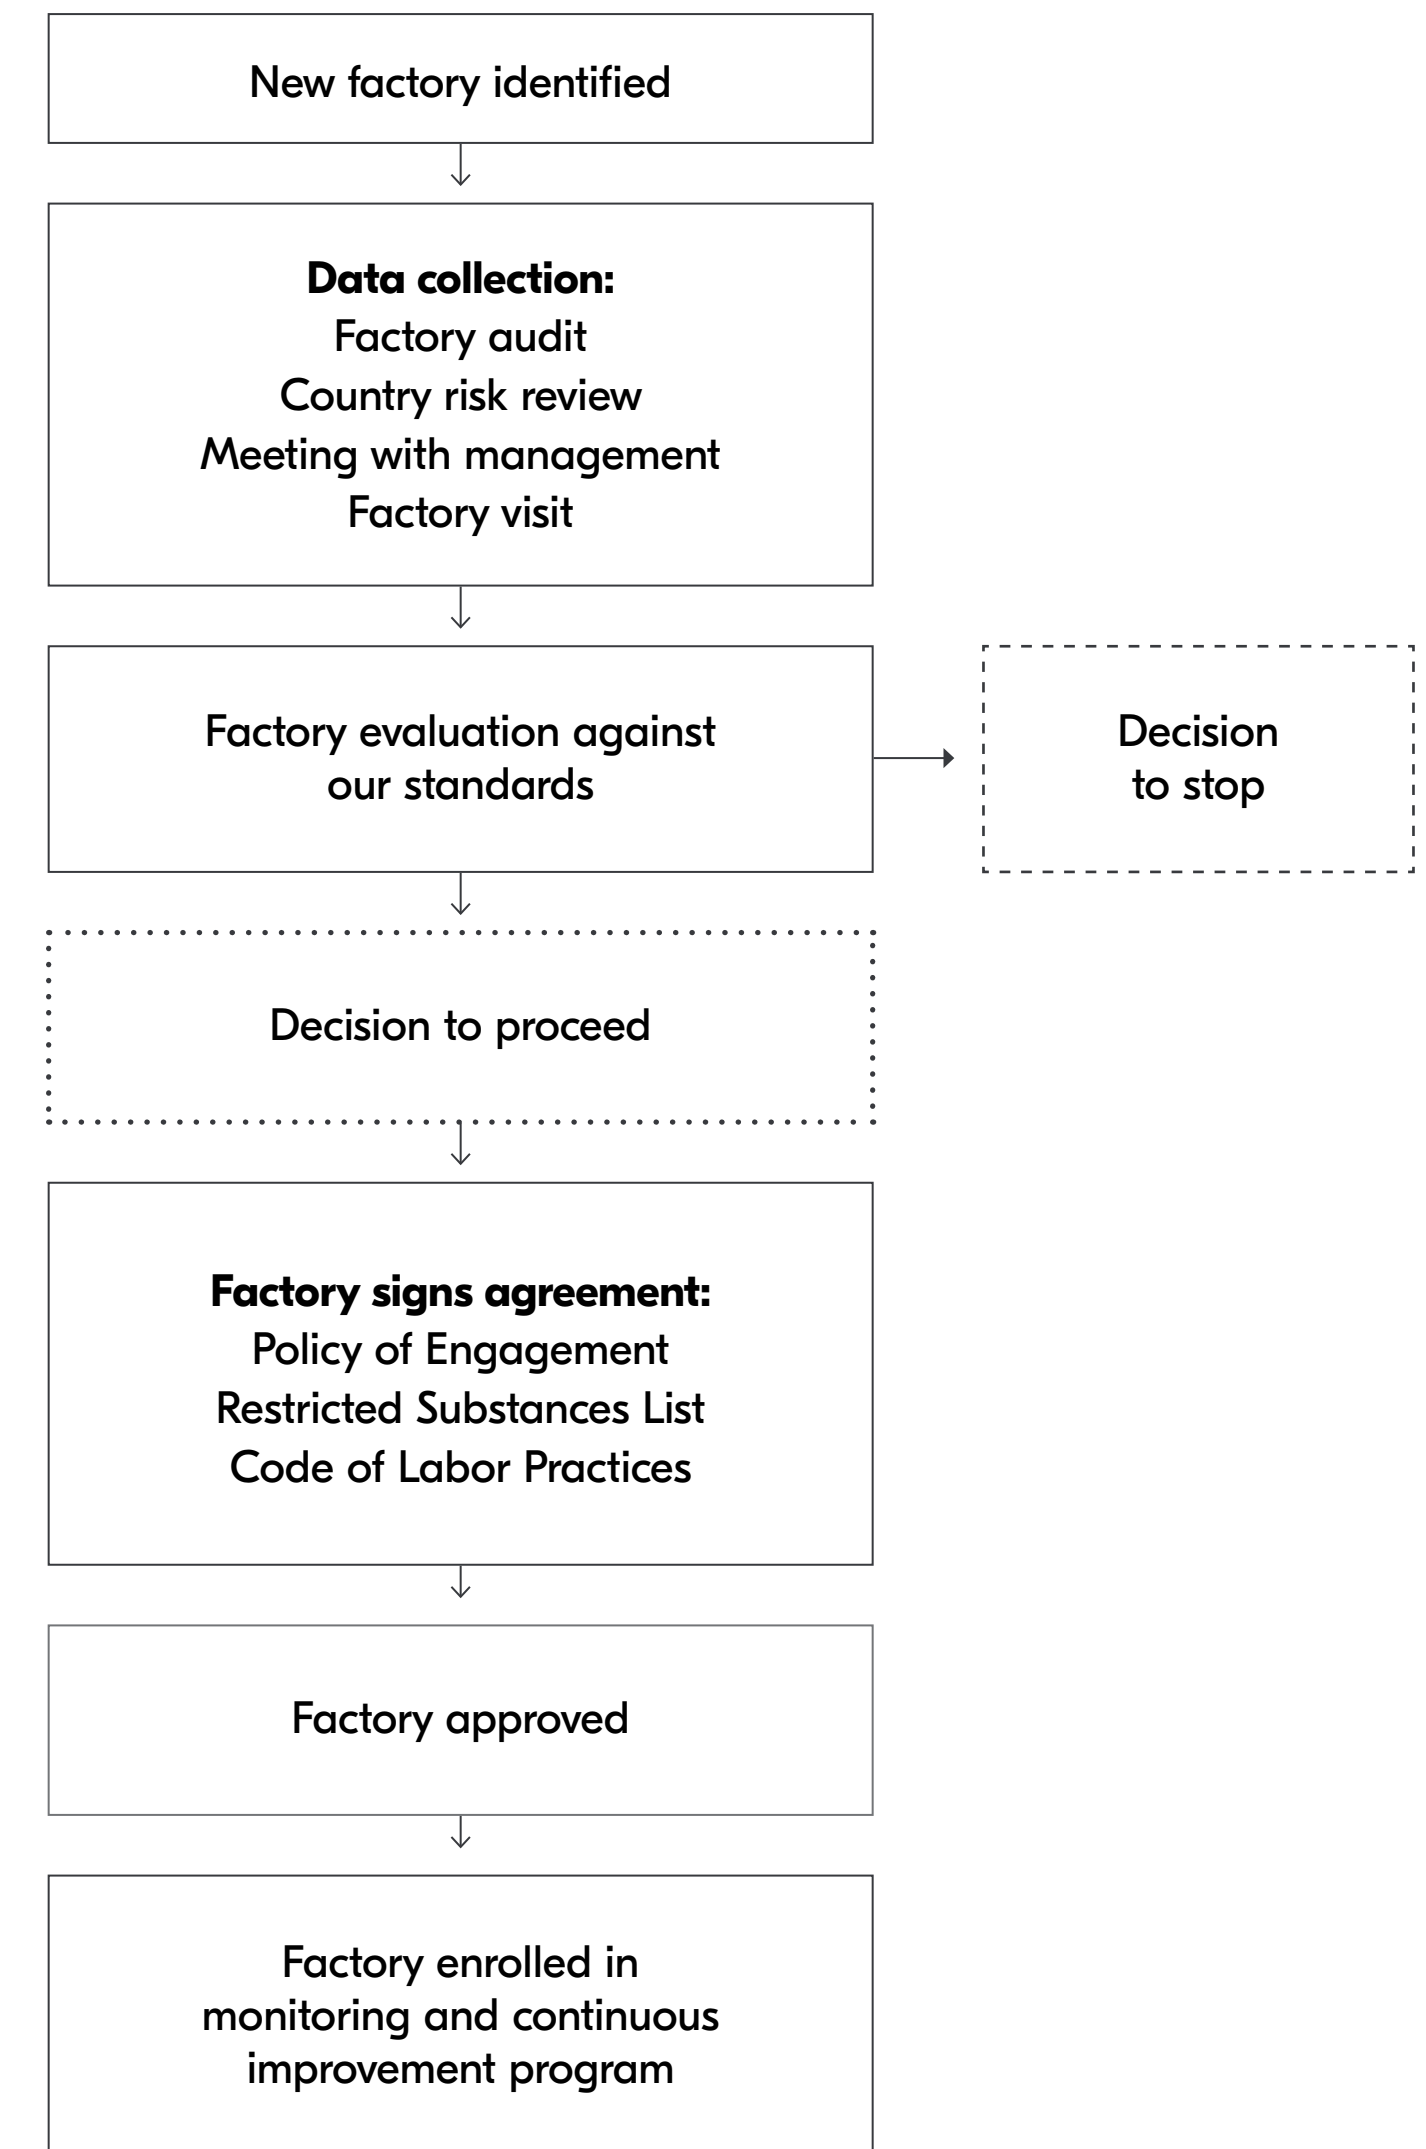 New factory identified
Data collection:
Factory audit
Country risk review
Meeting with management
Factory visit
Factory evaluation against
our standards
Decision
to stop
Decision to proceed
Factory signs agreement:
Policy of Engagement
Restricted Substances List
Code of Labor Practices
Factory approved
Factory enrolled in
monitoring and continuous
improvement program